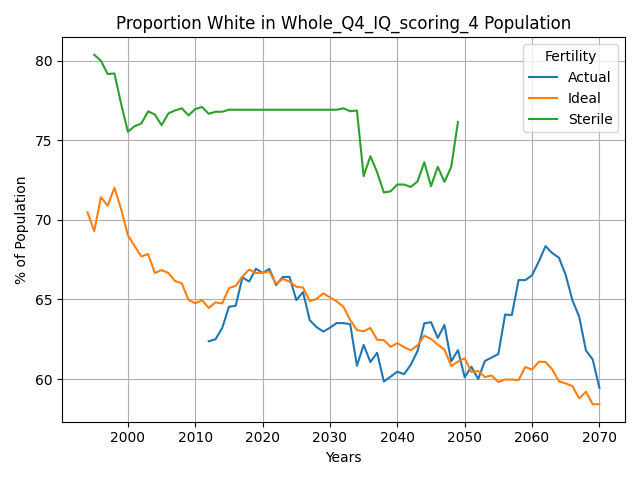 Proportion White in Whole_Q4_IQ_scoring_4 Population
% of Population
80
75
70
65
60
Fertility
Actual
Ideal
Sterile
2000 2010 2020 2030 2040 2050 2060 2070
Years